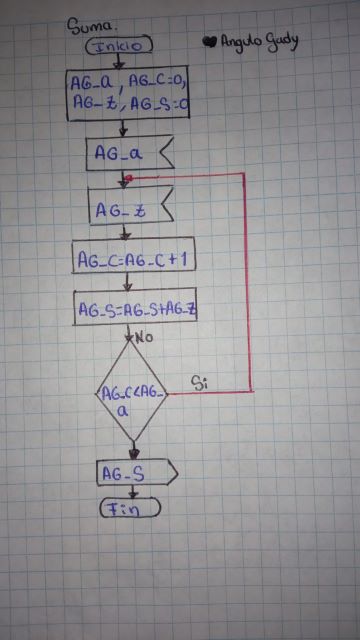 Suma.
Inicio
Angulo Gady
AG_a, AG_C=0,
AG_Z, AG_S=0
AG_a
AG_Z
AG_C=AG_C+1
AG_S=AG_S+AG_Z
No
AG_C<AG_
a
Si
AG_S
Fin